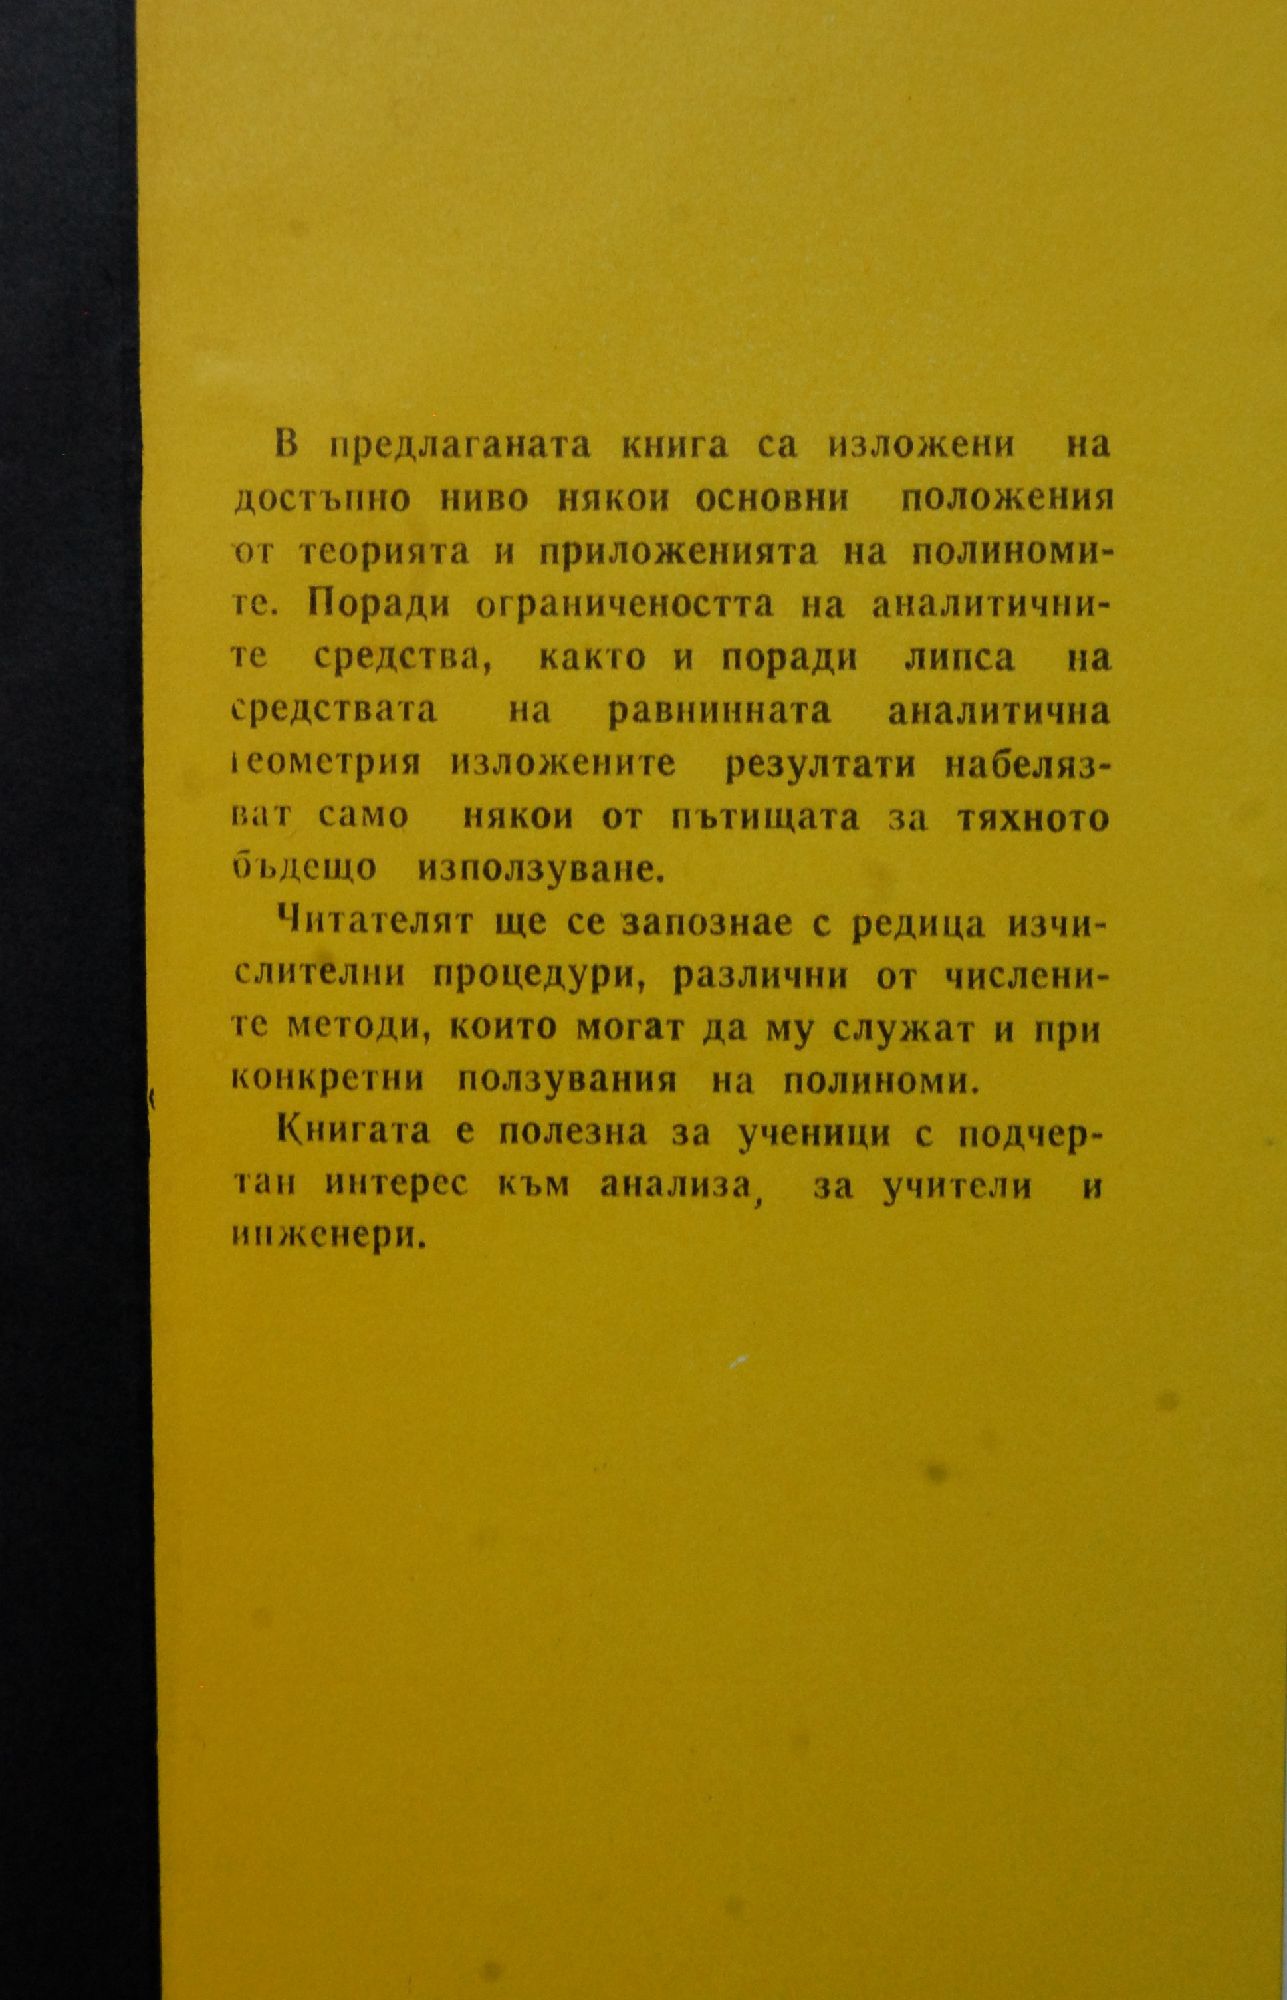 В предлаганата книга са изложени на
достъпно ниво някои основни положения
от теорията и приложенията на полиноми-
те. Поради ограничеността на аналитични-
те средства, както и поради липса на
средствата на равнинната аналитична
геометрия изложените резултати набеляз-
ват само някои от пътищата за тяхното
бъдещо използуване.
Читателят ще се запознае с редица изчи-
слителни процедури, различни от числени-
те методи, които могат да му служат и при
конкретни ползувания на полиноми.
Книгата е полезна за ученици с подчер-
тан интерес към анализа, за учители и
инженери.